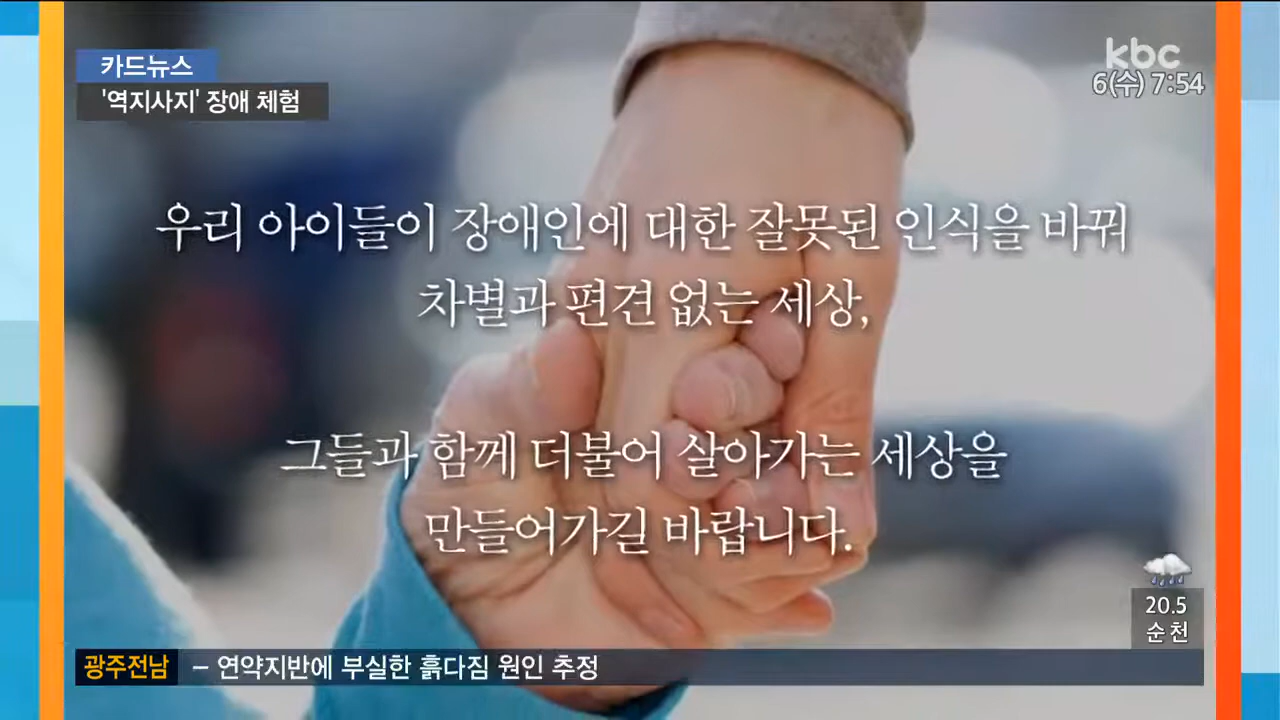 카드뉴스
'역지사지' 장애 체험
kbc
6(수) 7:54
우리 아이들이 장애인에 대한 잘못된 인식을 바꿔
차별과 편견 없는 세상,
그들과 함께 더불어 살아가는 세상을
만들어가길 바랍니다.
20.5
순천
광주전남 – 연약지반에 부실한 흙다짐 원인 추정